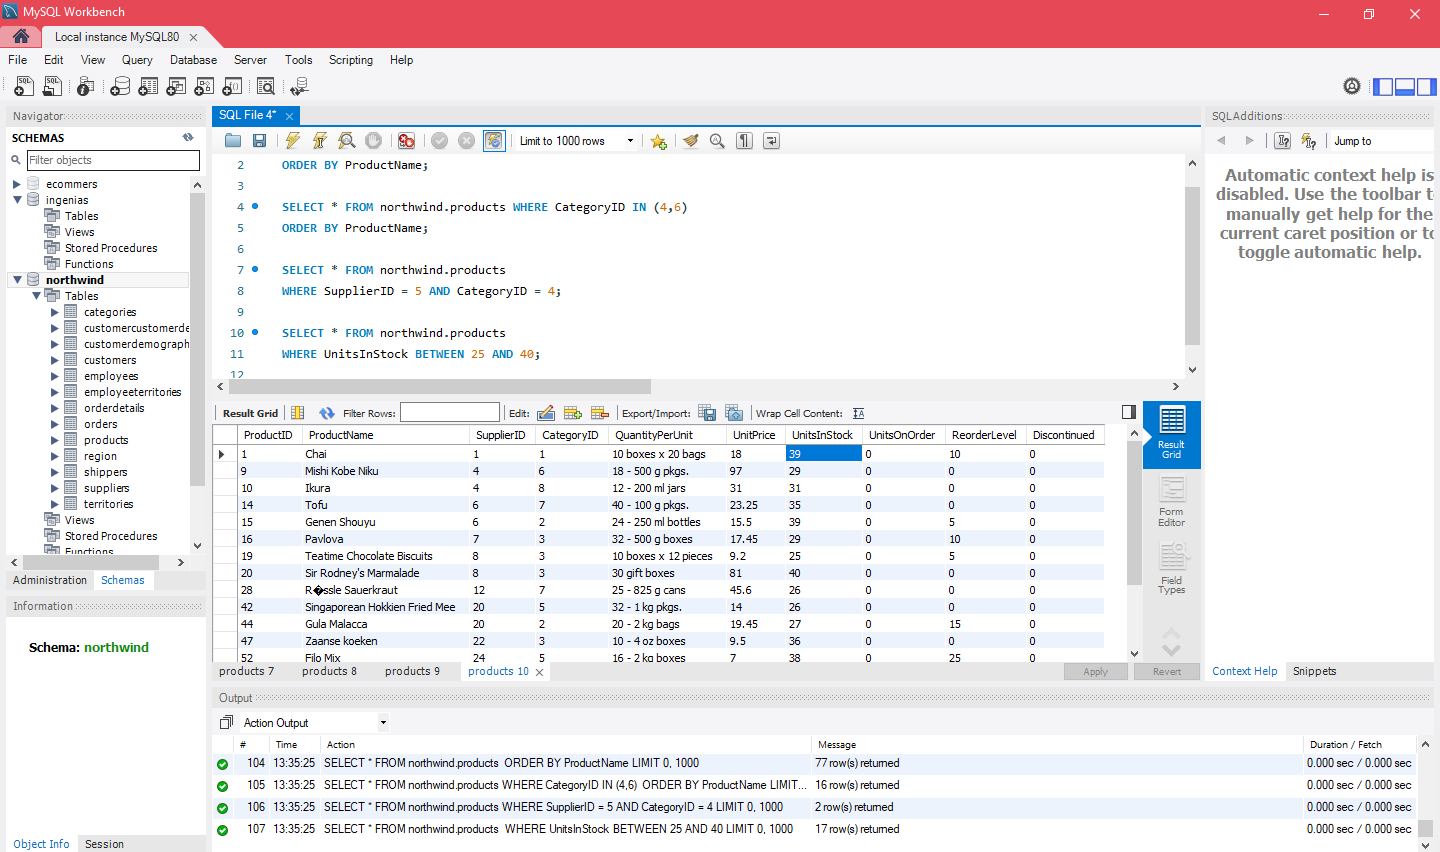 MySQL Workbench
Local instance MySQL80
File Edit View Query Database Server Tools Scripting Help
Navigator
SCHEMAS
Filter objects
ecommers
ingenias
Tables
Views
Stored Procedures
Functions
northwind
Tables
categories
customercustomerde
customerdemograph
customers
employees
employeeterritories
orderdetails
orders
products
region
shippers
suppliers
territories
Views
Stored Procedures
Functions
Administration Schemas
Information
Schema: northwind
Object Info Session
SQL File 4*
Limit to 1000 rows
2 ORDER BY ProductName;
3
4 SELECT * FROM northwind.products WHERE CategoryID IN (4,6)
5 ORDER BY ProductName;
6
7 SELECT * FROM northwind.products
8 WHERE SupplierID = 5 AND CategoryID = 4;
9
10 SELECT * FROM northwind.products
11 WHERE UnitsInStock BETWEEN 25 AND 40;
12
Result Grid Filter Rows: Edit: Export/Import: Wrap Cell Content:
ProductID ProductName SupplierID CategoryID QuantityPerUnit UnitPrice UnitsInStock UnitsOnOrder ReorderLevel Discontinued
1 Chai 1 1 10 boxes x 20 bags 18 39 0 10 0
9 Mishi Kobe Niku 4 6 18 - 500 g pkgs. 97 29 0 0 0
10 Ikura 4 8 12 - 200 ml jars 31 31 0 0 0
14 Tofu 6 7 40 - 100 g pkgs. 23.25 35 0 0 0
15 Genen Shouyu 6 2 24 - 250 ml bottles 15.5 39 0 5 0
16 Pavlova 7 3 32 - 500 g boxes 17.45 29 0 10 0
19 Teatime Chocolate Biscuits 8 3 10 boxes x 12 pieces 9.2 25 0 5 0
20 Sir Rodney's Marmalade 8 3 30 gift boxes 81 40 0 0 0
28 R�ssle Sauerkraut 12 7 25 - 825 g cans 45.6 26 0 0 0
42 Singaporean Hokkien Fried Mee 20 5 32 - 1 kg pkgs. 14 26 0 0 0
44 Gula Malacca 20 2 20 - 2 kg bags 19.45 27 0 15 0
47 Zaanse koeken 22 3 10 - 4 oz boxes 9.5 36 0 0 0
52 Filo Mix 24 5 16 - 2 kg boxes 7 38 0 25 0
Result Grid
Form Editor
Field Types
products 7 products 8 products 9 products 10
Apply Revert
SQLAdditions
Jump to
Automatic context help is
disabled. Use the toolbar t
manually get help for the
current caret position or to
toggle automatic help.
Context Help Snippets
Output
Action Output
# Time Action Message Duration / Fetch
104 13:35:25 SELECT * FROM northwind.products ORDER BY ProductName LIMIT 0, 1000 77 row(s) returned 0.000 sec / 0.000 sec
105 13:35:25 SELECT * FROM northwind.products WHERE CategoryID IN (4,6) ORDER BY ProductName LIMIT... 16 row(s) returned 0.000 sec / 0.000 sec
106 13:35:25 SELECT * FROM northwind.products WHERE SupplierID = 5 AND CategoryID = 4 LIMIT 0, 1000 2 row(s) returned 0.000 sec / 0.000 sec
107 13:35:25 SELECT * FROM northwind.products WHERE UnitsInStock BETWEEN 25 AND 40 LIMIT 0, 1000 17 row(s) returned 0.000 sec / 0.000 sec